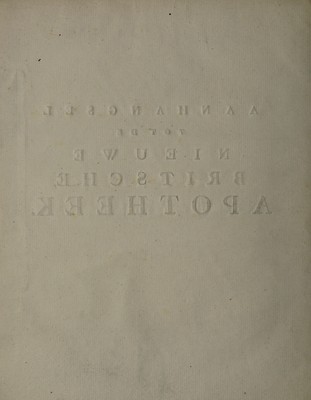 AANHANGSEL
TOT DE
NIEUWE
BRITSCHE
APOTHEEK.